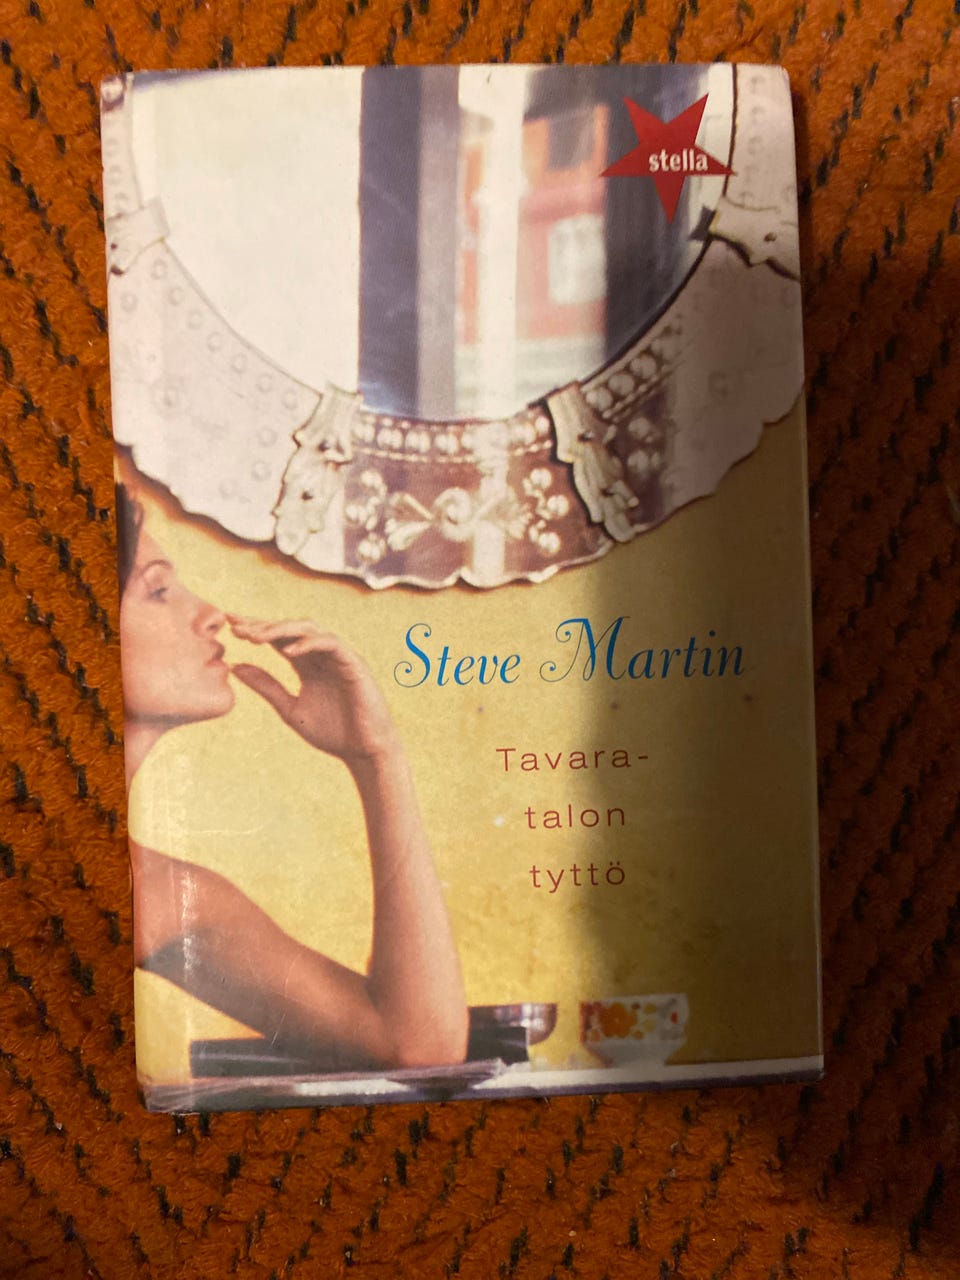 stella
Steve Martin
Tavara-
talon
tyttö